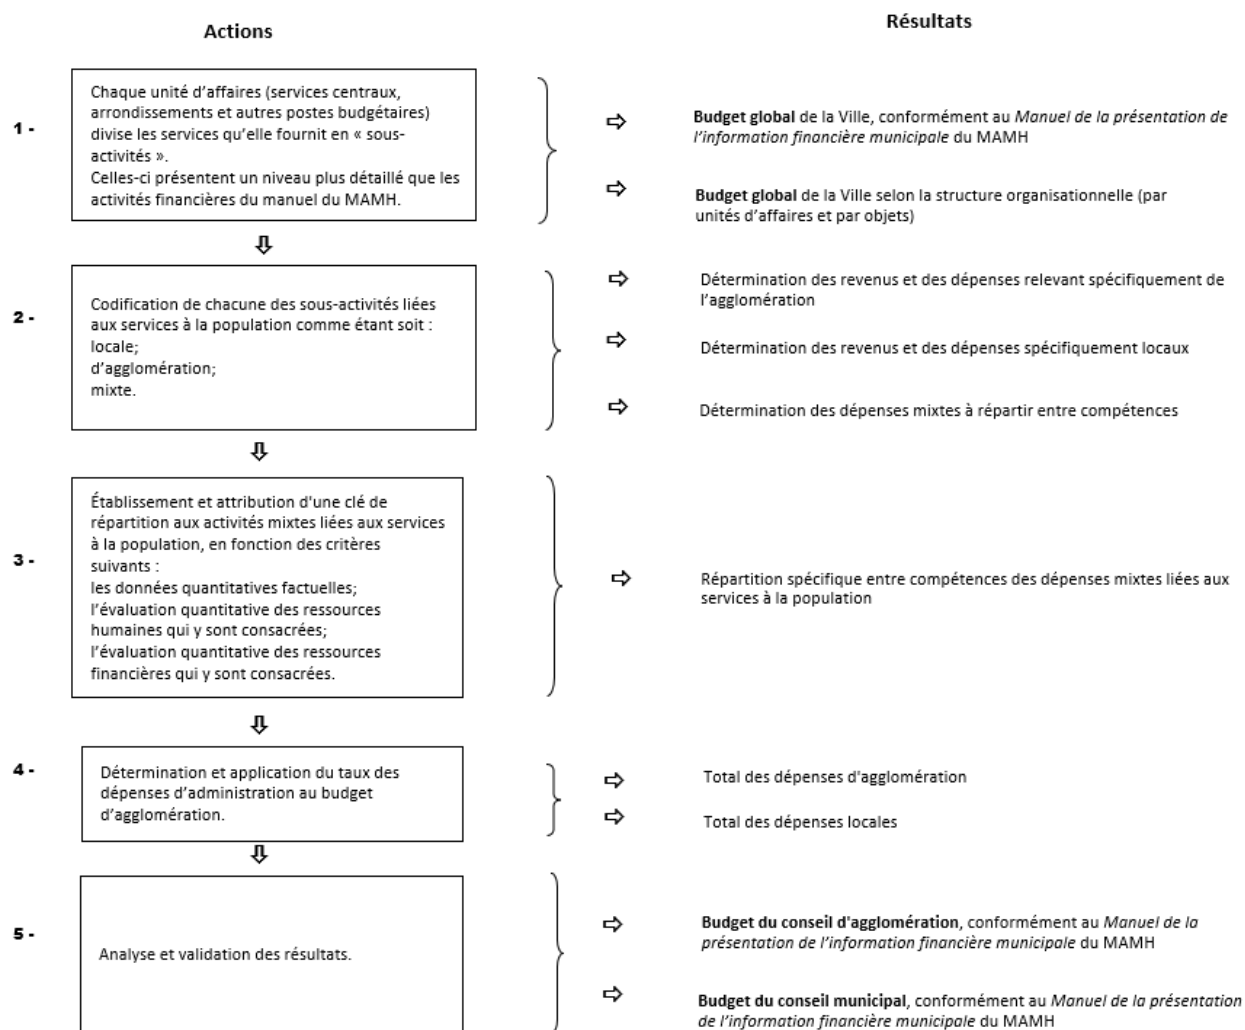 Actions
Résultats
1 -
Chaque unité d’affaires (services centraux,
arrondissements et autres postes budgétaires)
divise les services qu’elle fournit en « sous-
activités ».
Celles-ci présentent un niveau plus détaillé que les
activités financières du manuel du MAMH.
Budget global de la Ville, conformément au Manuel de la présentation de
l’information financière municipale du MAMH
Budget global de la Ville selon la structure organisationnelle (par
unités d’affaires et par objets)
2 -
Codification de chacune des sous-activités liées
aux services à la population comme étant soit :
locale;
d’agglomération;
mixte.
Détermination des revenus et des dépenses relevant spécifiquement de
l’agglomération
Détermination des revenus et des dépenses spécifiquement locaux
Détermination des dépenses mixtes à répartir entre compétences
3 -
Établissement et attribution d'une clé de
répartition aux activités mixtes liées aux services
à la population, en fonction des critères
suivants :
les données quantitatives factuelles;
l’évaluation quantitative des ressources
humaines qui y sont consacrées;
l’évaluation quantitative des ressources
financières qui y sont consacrées.
Répartition spécifique entre compétences des dépenses mixtes liées aux
services à la population
4 -
Détermination et application du taux des
dépenses d’administration au budget
d’agglomération.
Total des dépenses d'agglomération
Total des dépenses locales
5 -
Analyse et validation des résultats.
Budget du conseil d'agglomération, conformément au Manuel de la
présentation de l’information financière municipale du MAMH
Budget du conseil municipal, conformément au Manuel de la présentation
de l’information financière municipale du MAMH